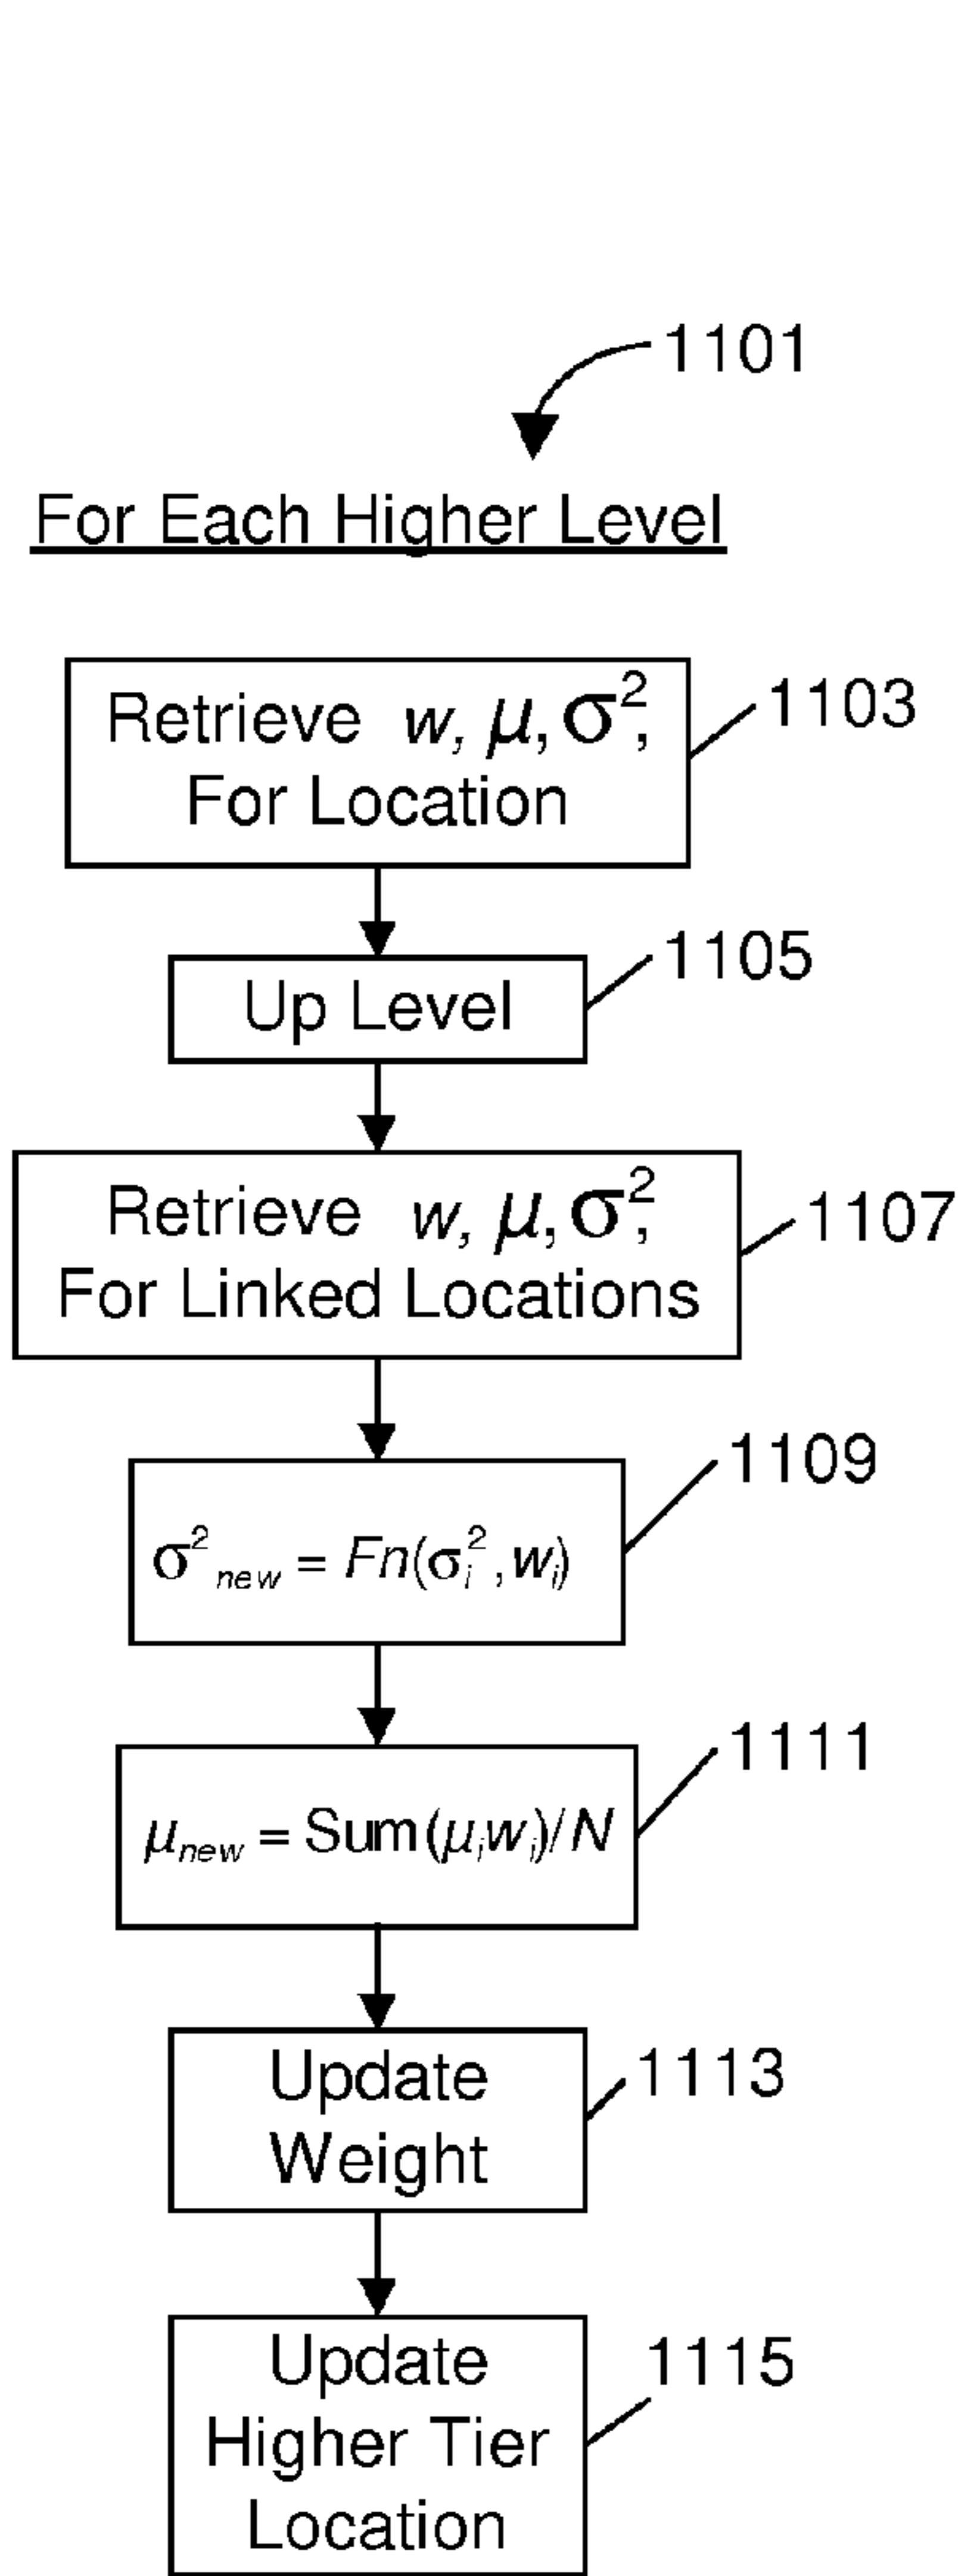 1101
For Each Higher Level
Retrieve w, μ, σ²,
For Location
1103
Up Level
1105
Retrieve w, μ, σ²,
For Linked Locations
1107
σ²new = Fn(σi², wi)
1109
μnew = Sum(μiwi)/N
1111
Update
Weight
1113
Update
Higher Tier
Location
1115